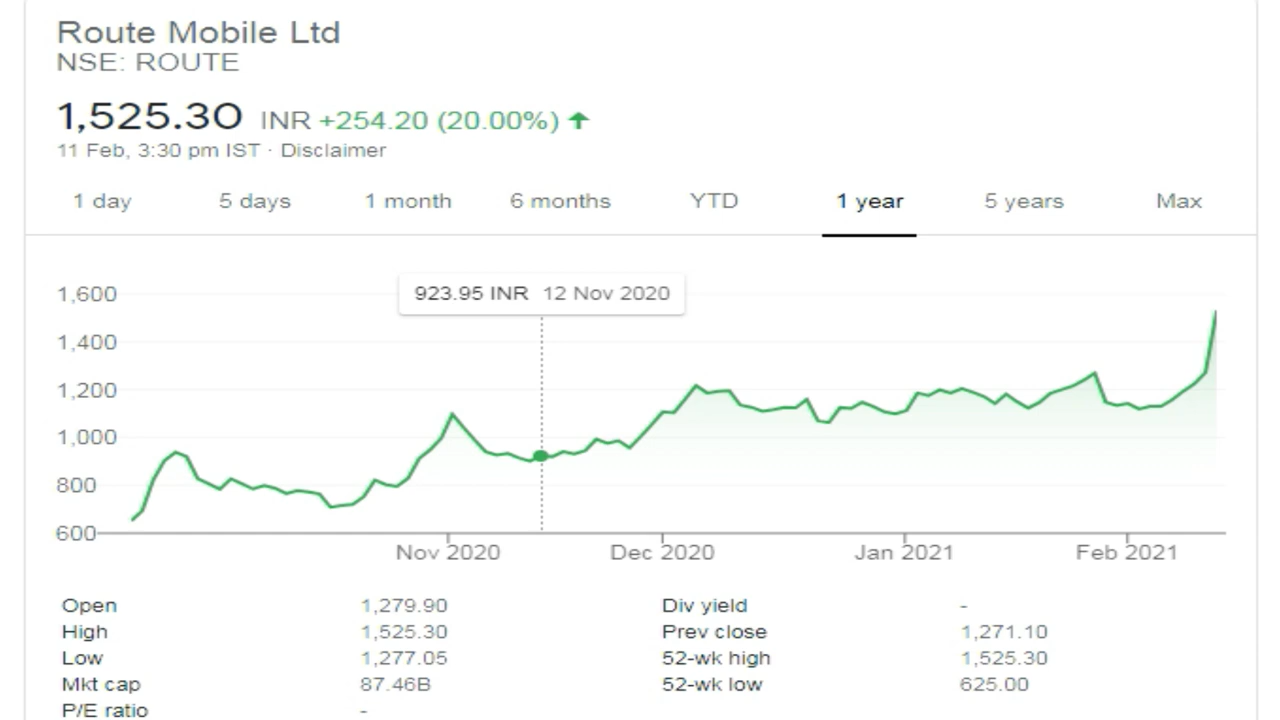 Route Mobile Ltd
NSE: ROUTE
1,525.30 INR +254.20 (20.00%)
11 Feb, 3:30 pm IST · Disclaimer
1 day 5 days 1 month 6 months YTD 1 year 5 years Max
923.95 INR 12 Nov 2020
1,600
1,400
1,200
1,000
800
600
Nov 2020 Dec 2020 Jan 2021 Feb 2021
Open 1,279.90 Div yield -
High 1,525.30 Prev close 1,271.10
Low 1,277.05 52-wk high 1,525.30
Mkt cap 87.46B 52-wk low 625.00
P/E ratio -